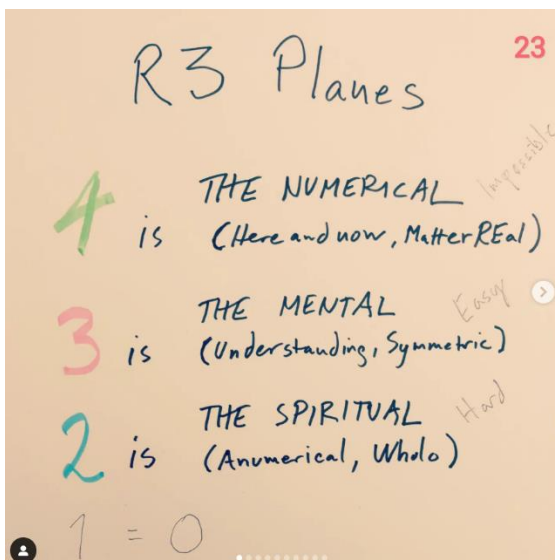 R3 Planes
23
Impossible
4 is THE NUMERICAL
(Here and now, MatterREal)
Easy
3 is THE MENTAL
(Understanding, Symmetric)
Hard
2 is THE SPIRITUAL
(Anumerical, Wholo)
1 = 0